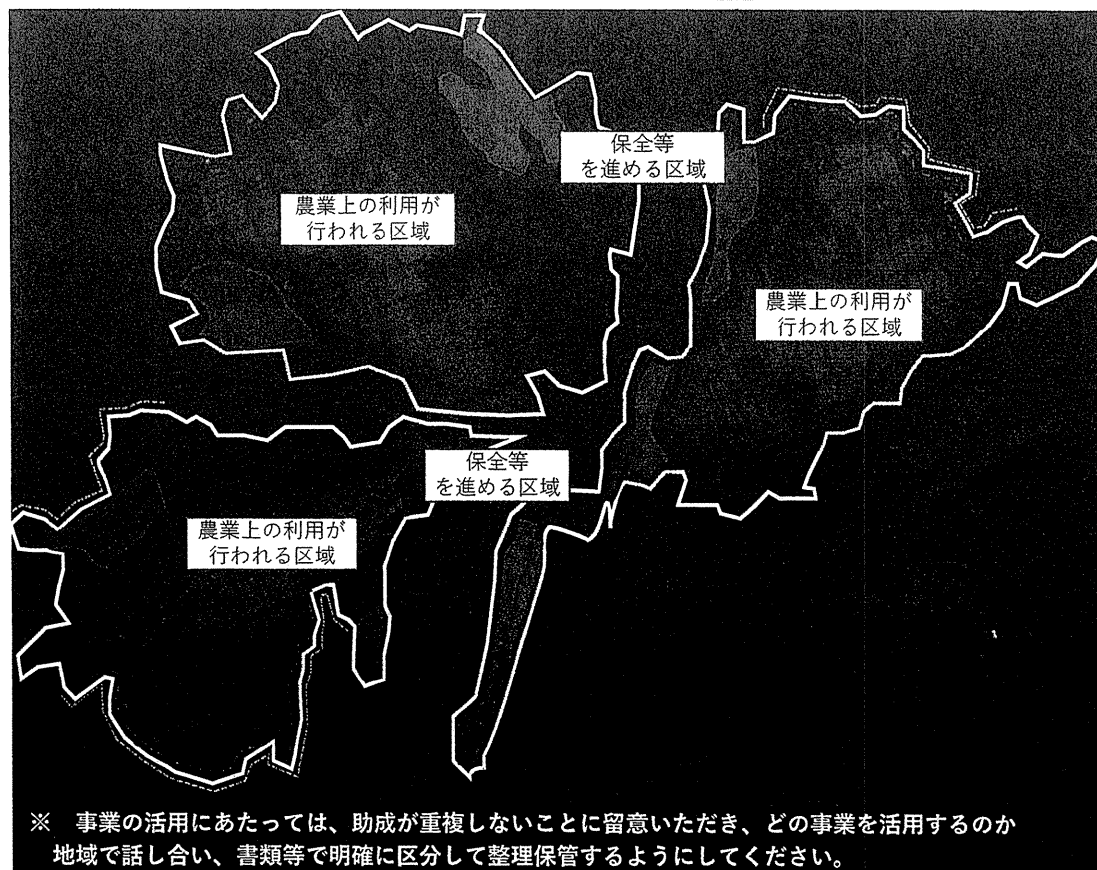 保全等
を進める区域
農業上の利用が
行われる区域
農業上の利用が
行われる区域
保全等
を進める区域
農業上の利用が
行われる区域
※ 事業の活用にあたっては、助成が重複しないことに留意いただき、どの事業を活用するのか
地域で話し合い、書類等で明確に区分して整理保管するようにしてください。